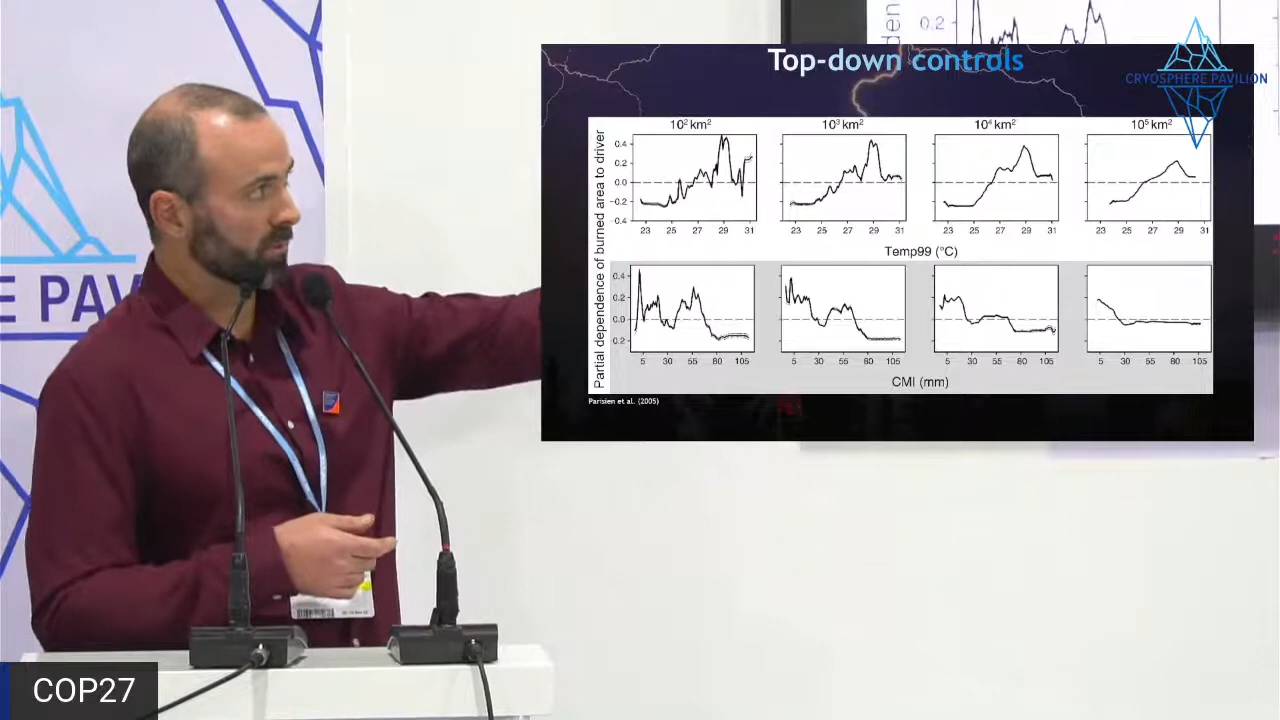 0.2
Top-down controls
CRYOSPHERE PAVILION
10² km² 10³ km² 10⁴ km² 10⁵ km²
Partial dependence of burned area to driver
0.4
0.2
0.0
0.2
0.4
23 25 27 29 31 23 25 27 29 31 23 25 27 29 31 23 25 27 29 31
Temp99 (°C)
0.4
0.2
0.0
0.2
5 30 55 80 105 5 30 55 80 105 5 30 55 80 105 5 30 55 80 105
CMI (mm)
Parisien et al. (2005)
E PAV
COP27